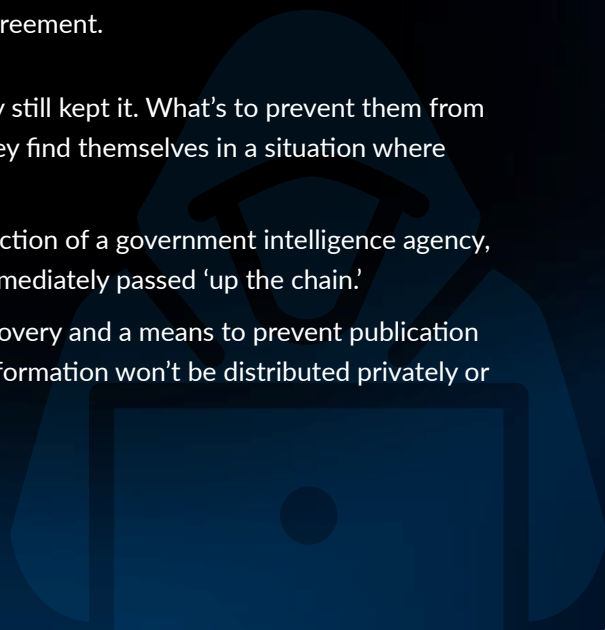 reement.
still kept it. What’s to prevent them from
ey find themselves in a situation where
ction of a government intelligence agency,
mediately passed ‘up the chain.’
overy and a means to prevent publication
formation won’t be distributed privately or